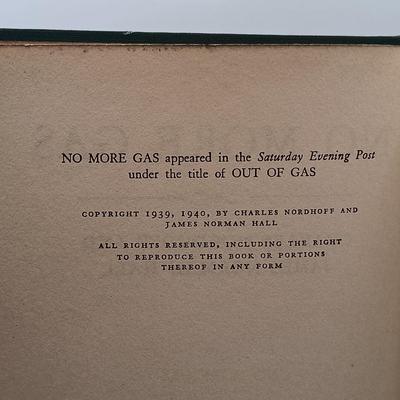 NO MORE GAS appeared in the Saturday Evening Post
under the title of OUT OF GAS
COPYRIGHT 1939, 1940, BY CHARLES NORDHOFF AND
JAMES NORMAN HALL
ALL RIGHTS RESERVED, INCLUDING THE RIGHT
TO REPRODUCE THIS BOOK OR PORTIONS
THEREOF IN ANY FORM